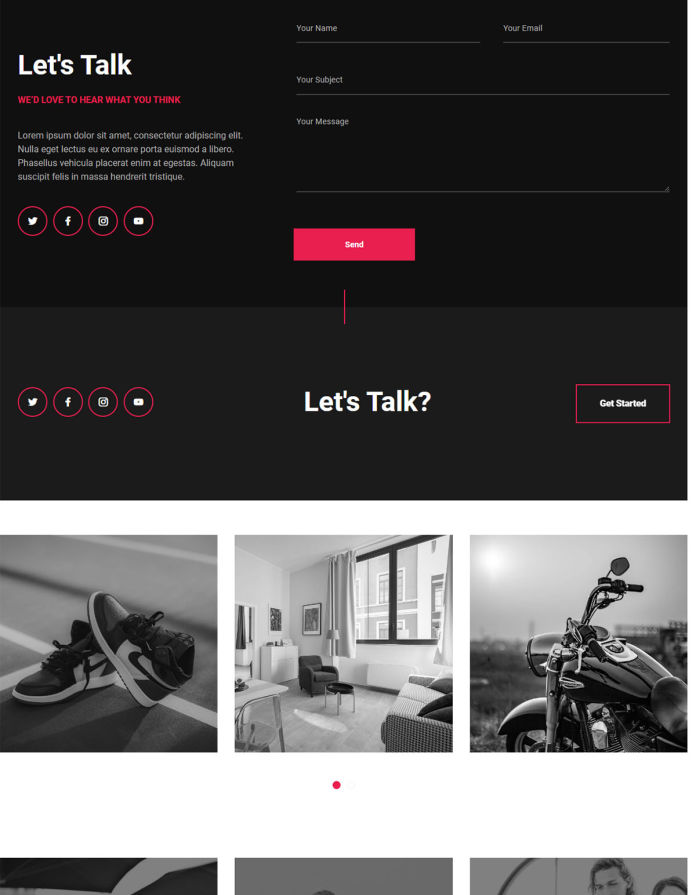 Let's Talk
WE'D LOVE TO HEAR WHAT YOU THINK
Lorem ipsum dolor sit amet, consectetur adipiscing elit.
Nulla eget lectus eu ex ornare porta euismod a libero.
Phasellus vehicula placerat enim at egestas. Aliquam
suscipit felis in massa hendrerit tristique.
Your Name
Your Email
Your Subject
Your Message
Send
Let's Talk?
Get Started